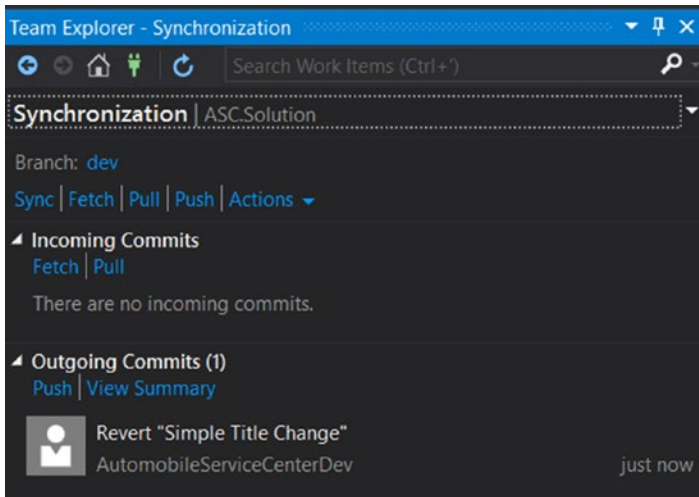 Team Explorer - Synchronization
Search Work Items (Ctrl+')
Synchronization | ASC.Solution
Branch: dev
Sync | Fetch | Pull | Push | Actions
Incoming Commits
Fetch | Pull
There are no incoming commits.
Outgoing Commits (1)
Push | View Summary
Revert "Simple Title Change"
AutomobileServiceCenterDev just now